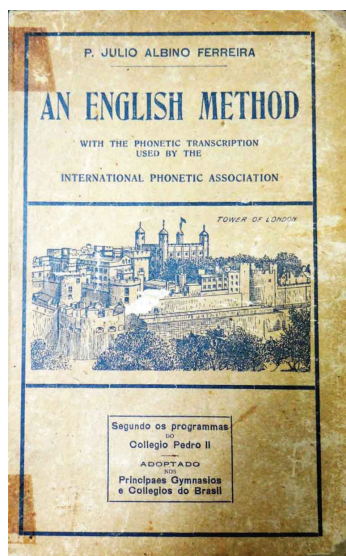 P. JULIO ALBINO FERREIRA
AN ENGLISH METHOD
WITH THE PHONETIC TRANSCRIPTION
USED BY THE
INTERNATIONAL PHONETIC ASSOCIATION
TOWER OF LONDON
Segundo os programmas
DO
Collegio Pedro II
ADOPTADO
NOS
Principaes Gymnasios
e Collegios do Brasil